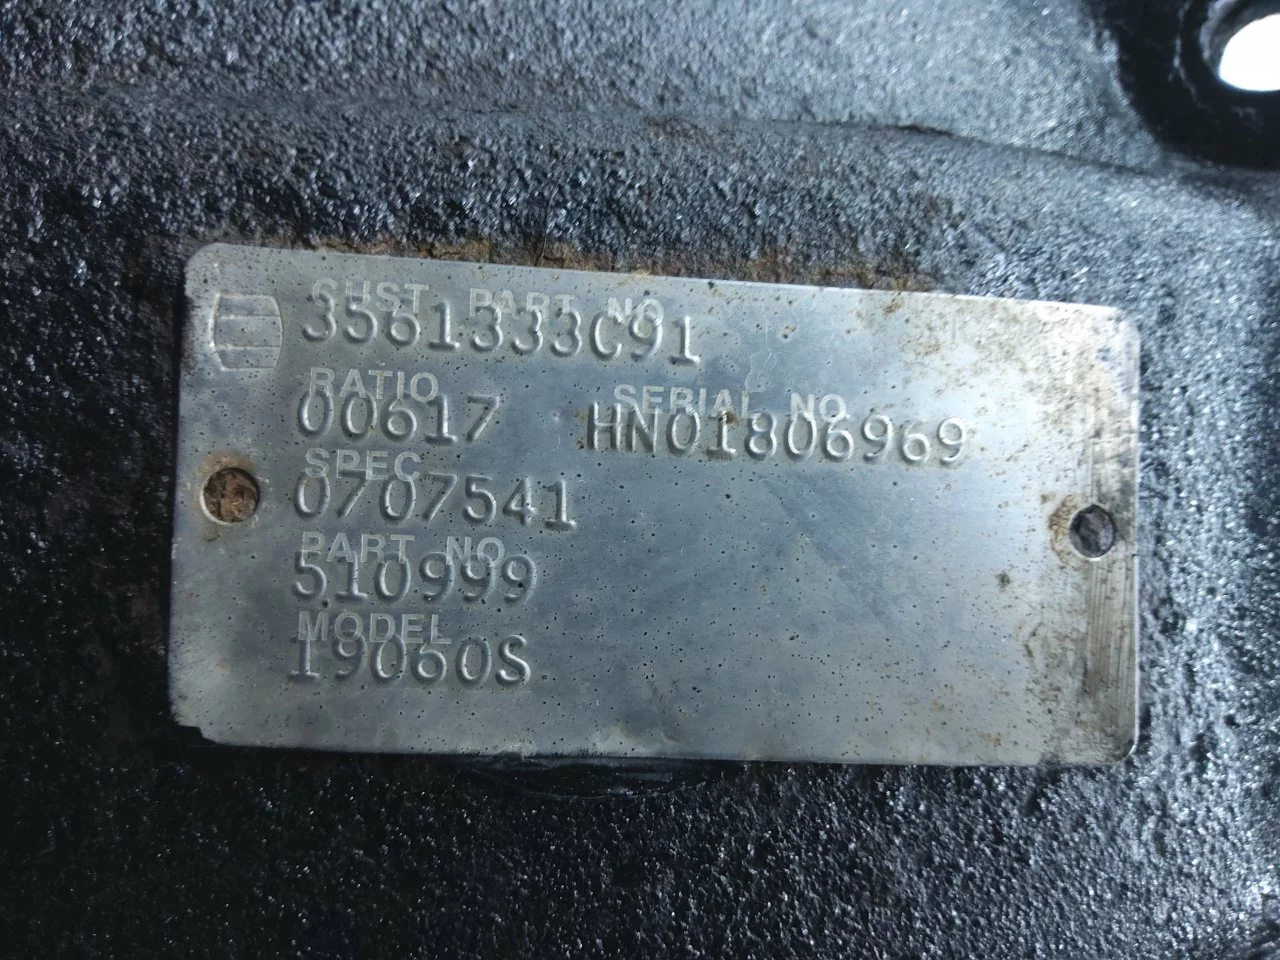 CUST PART NO
3561333C91
RATIO SERIAL NO
00617 HN01806969
SPEC
0707541
PART NO
510999
MODEL
19060S